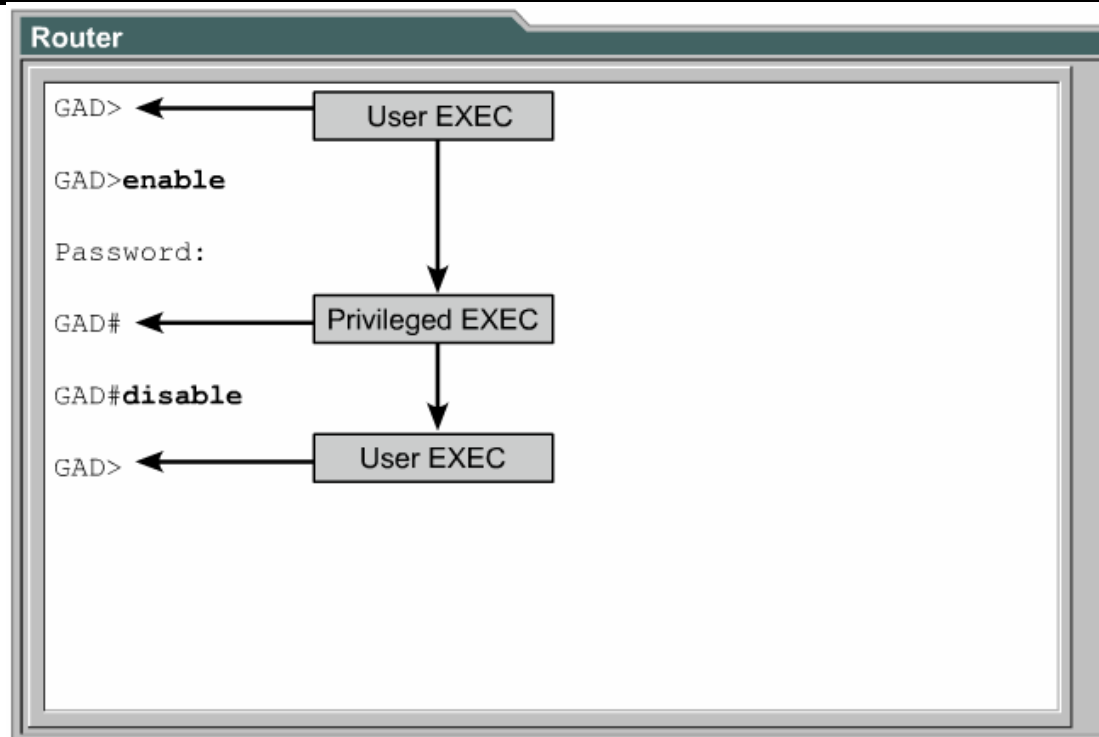 Router
GAD>
User EXEC
GAD>enable
Password:
GAD#
Privileged EXEC
GAD#disable
GAD>
User EXEC